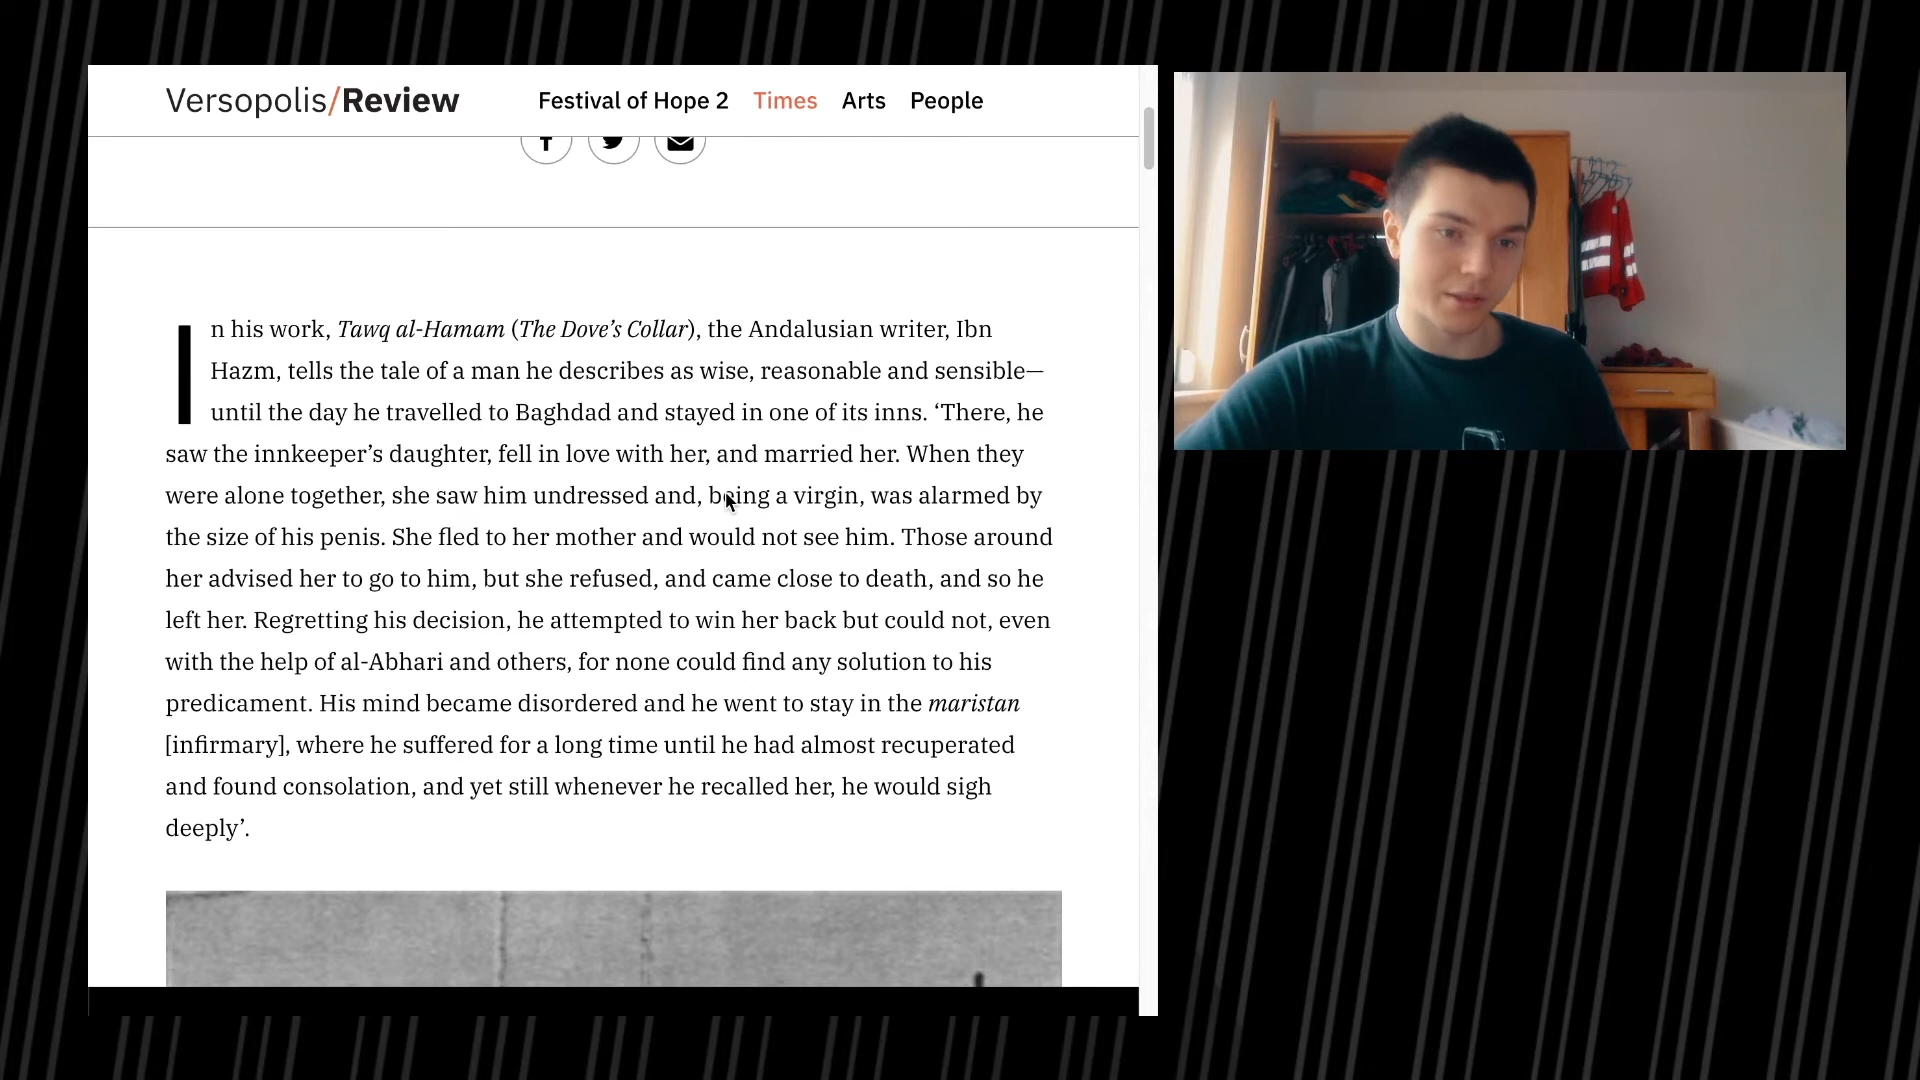 Versopolis/Review
Festival of Hope 2 Times Arts People
In his work, Tawq al-Hamam (The Dove’s Collar), the Andalusian writer, Ibn
Hazm, tells the tale of a man he describes as wise, reasonable and sensible—
until the day he travelled to Baghdad and stayed in one of its inns. ‘There, he
saw the innkeeper’s daughter, fell in love with her, and married her. When they
were alone together, she saw him undressed and, being a virgin, was alarmed by
the size of his penis. She fled to her mother and would not see him. Those around
her advised her to go to him, but she refused, and came close to death, and so he
left her. Regretting his decision, he attempted to win her back but could not, even
with the help of al-Abhari and others, for none could find any solution to his
predicament. His mind became disordered and he went to stay in the maristan
[infirmary], where he suffered for a long time until he had almost recuperated
and found consolation, and yet still whenever he recalled her, he would sigh
deeply’.